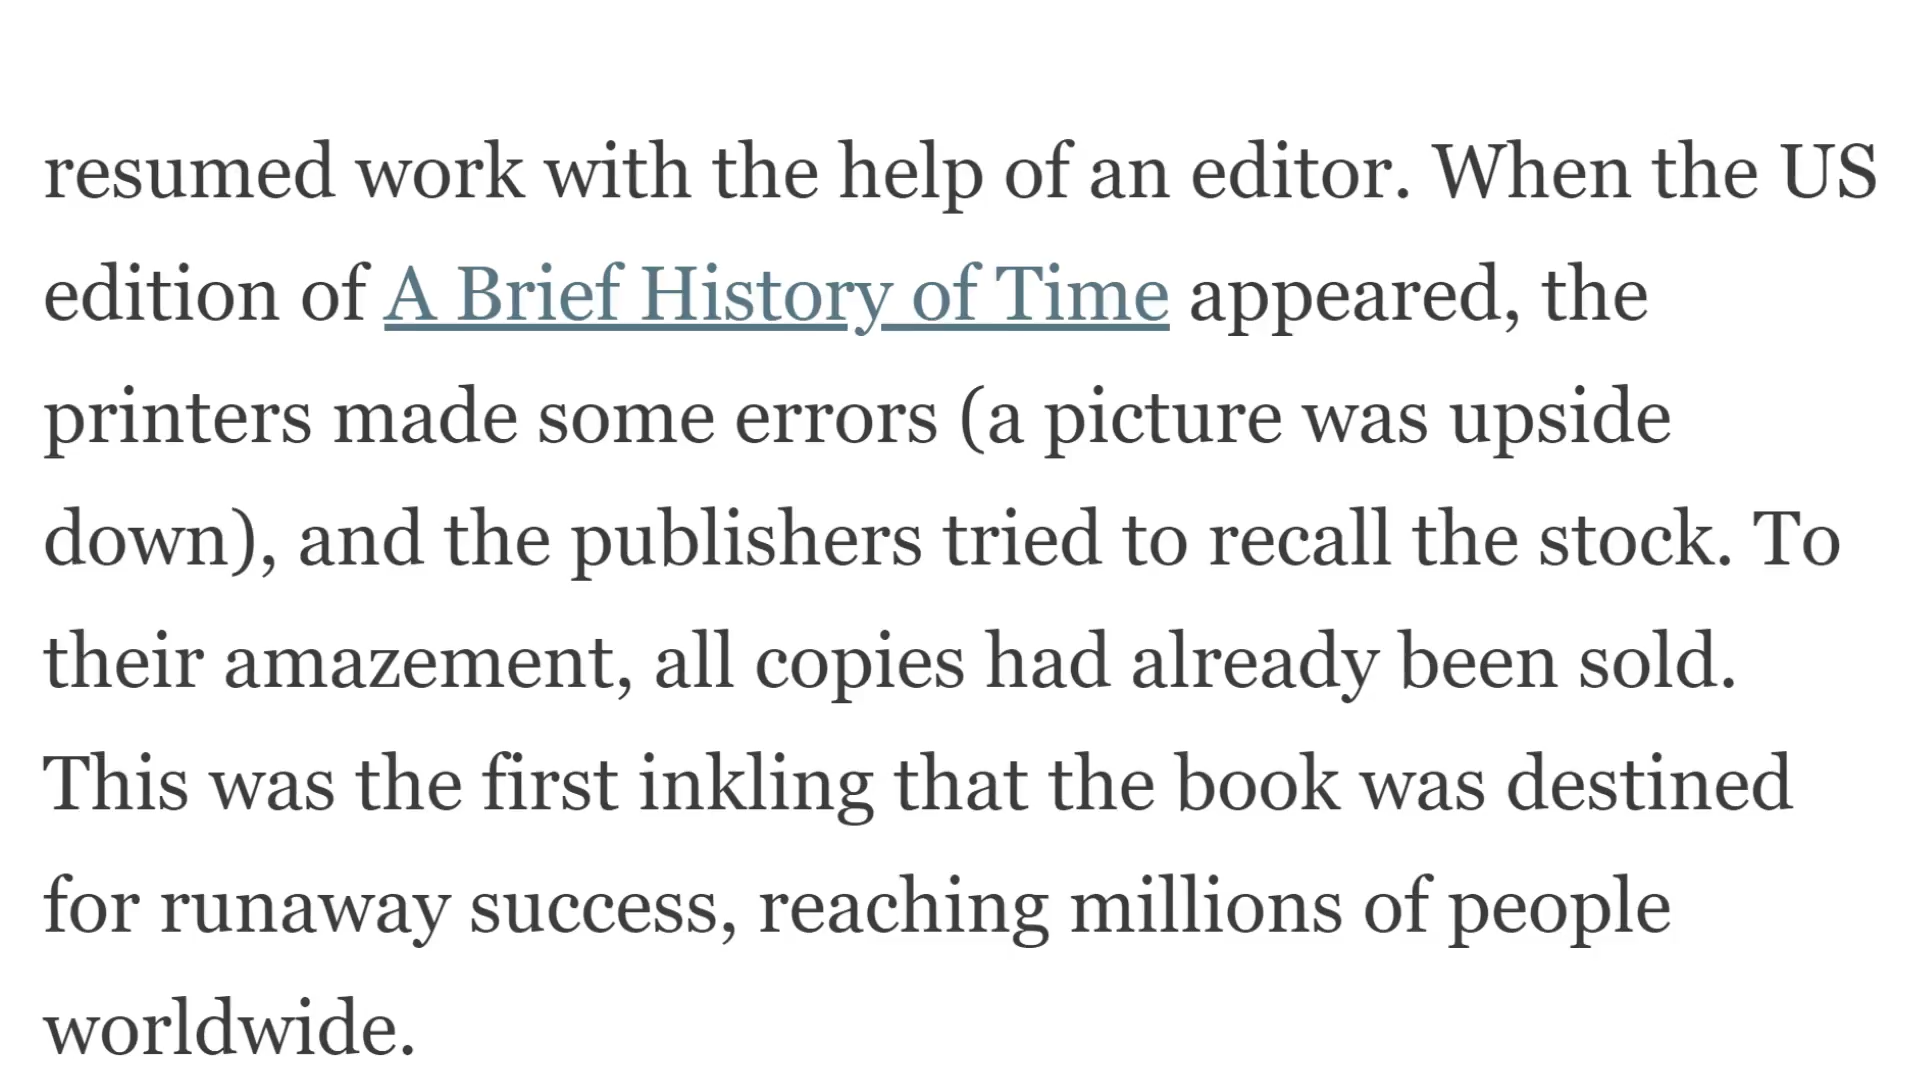 resumed work with the help of an editor. When the US
edition of A Brief History of Time appeared, the
printers made some errors (a picture was upside
down), and the publishers tried to recall the stock. To
their amazement, all copies had already been sold.
This was the first inkling that the book was destined
for runaway success, reaching millions of people
worldwide.